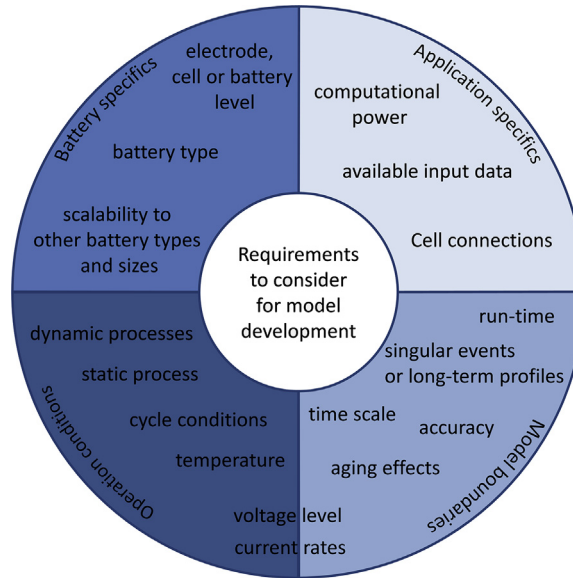 Battery specifics
electrode,
cell or battery
level
battery type
scalability to
other battery types
and sizes
Application specifics
computational
power
available input data
Cell connections
Requirements
to consider
for model
development
Operation conditions
dynamic processes
static process
cycle conditions
temperature
voltage level
current rates
Model boundaries
run-time
singular events
or long-term profiles
time scale
accuracy
aging effects